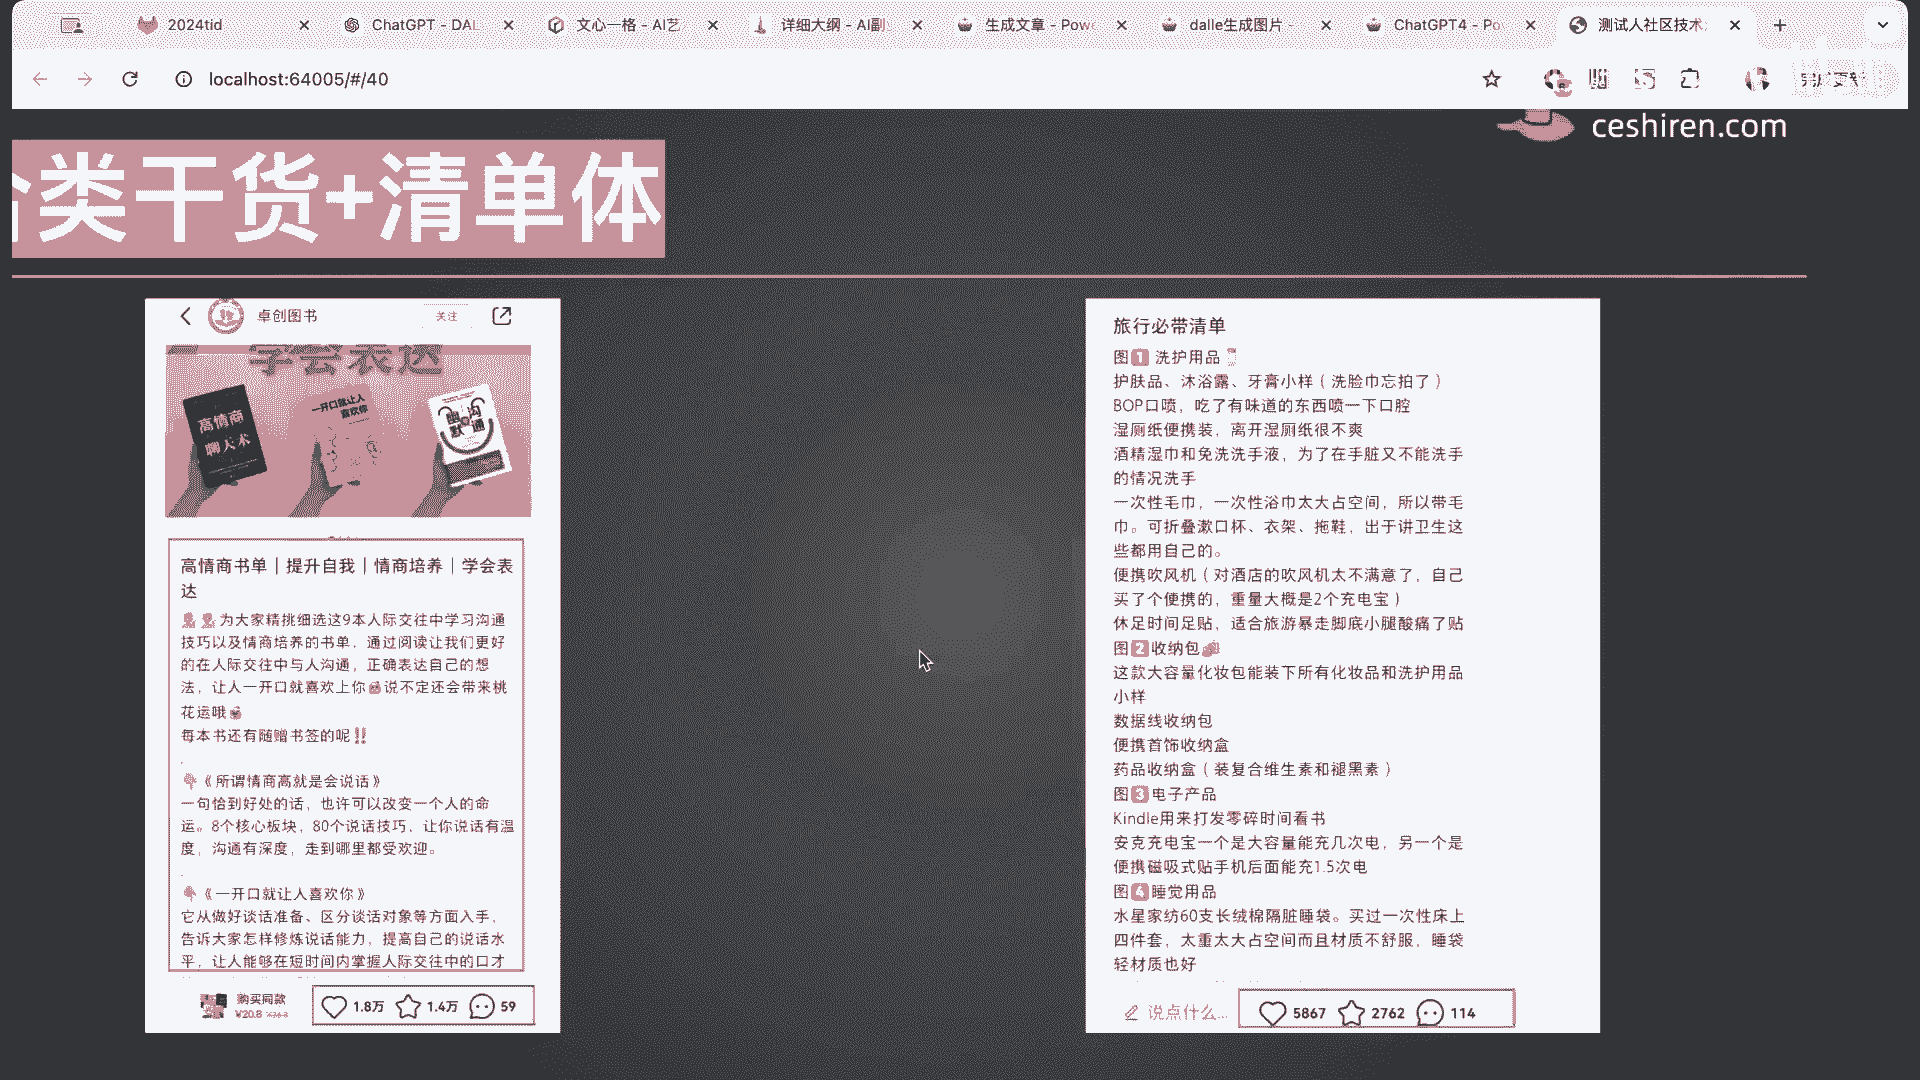 2024tid
ChatGPT - DAL
文心一格 - AI艺
详细大纲 - AI副
生成文章 - Powe
dalle生成图片 -
ChatGPT4 - Po
测试人社区技术
localhost:64005/#/40
ceshiren.com
类干货+清单体
卓创图书
关注
学会表达
高情商
聊天术
一开口就让人
喜欢你
幽默沟通
高情商书单｜提升自我｜情商培养｜学会表
达
为大家精挑细选这9本人际交往中学习沟通
技巧以及情商培养的书单，通过阅读让我们更好
的在人际交往中与人沟通，正确表达自己的想
法，让人一开口就喜欢上你说不定还会带来桃
花运哦
每本书还有随赠书签的呢‼
.
《所谓情商高就是会说话》
一句恰到好处的话，也许可以改变一个人的命
运。8个核心板块，80个说话技巧，让你说话有温
度，沟通有深度，走到哪里都受欢迎。
.
《一开口就让人喜欢你》
它从做好谈话准备、区分谈话对象等方面入手，
告诉大家怎样修炼说话能力，提高自己的说话水
平，让人能够在短时间内掌握人际交往中的口才
购买同款
¥20.8
1.8万 1.4万 59
旅行必带清单
图1 洗护用品
护肤品、沐浴露、牙膏小样（洗脸巾忘拍了）
BOP口喷，吃了有味道的东西喷一下口腔
湿厕纸便携装，离开湿厕纸很不爽
酒精湿巾和免洗洗手液，为了在手脏又不能洗手
的情况洗手
一次性毛巾，一次性浴巾太大占空间，所以带毛
巾。可折叠漱口杯、衣架、拖鞋，出于讲卫生这
些都用自己的。
便携吹风机（对酒店的吹风机太不满意了，自己
买了个便携的，重量大概是2个充电宝）
休足时间足贴，适合旅游暴走脚底小腿酸痛了贴
图2收纳包
这款大容量化妆包能装下所有化妆品和洗护用品
小样
数据线收纳包
便携首饰收纳盒
药品收纳盒（装复合维生素和褪黑素）
图3电子产品
Kindle用来打发零碎时间看书
安克充电宝一个是大容量能充几次电，另一个是
便携磁吸式贴手机后面能充1.5次电
图4睡觉用品
水星家纺60支长绒棉隔脏睡袋。买过一次性床上
四件套，太重太大占空间而且材质不舒服，睡袋
轻材质也好
说点什么...
5867 2762 114